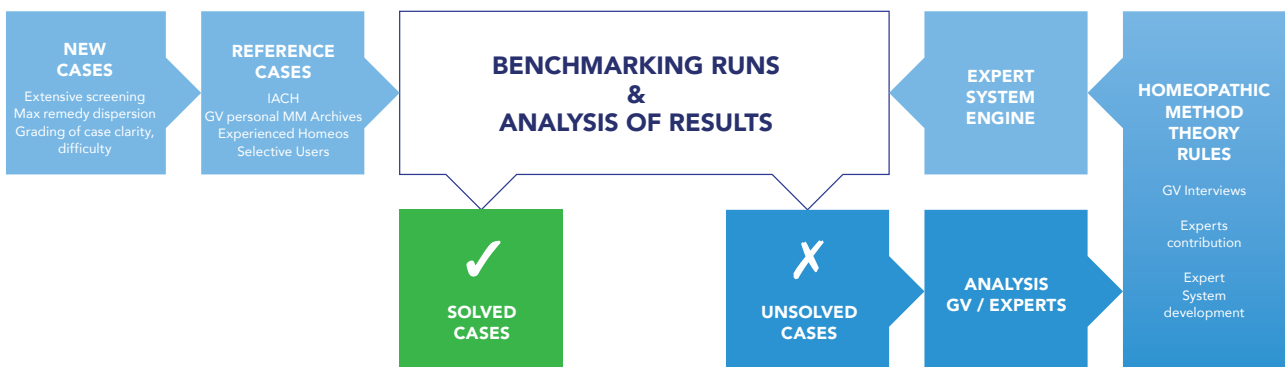 NEW
CASES
Extensive screening
Max remedy dispersion
Grading of case clarity,
difficulty
REFERENCE
CASES
IACH
GV personal MM Archives
Experienced Homeos
Selective Users
BENCHMARKING RUNS
&
ANALYSIS OF RESULTS
EXPERT
SYSTEM
ENGINE
HOMEOPATHIC
METHOD
THEORY
RULES
GV Interviews
Experts
contribution
Expert
System
development
SOLVED
CASES
UNSOLVED
CASES
ANALYSIS
GV / EXPERTS